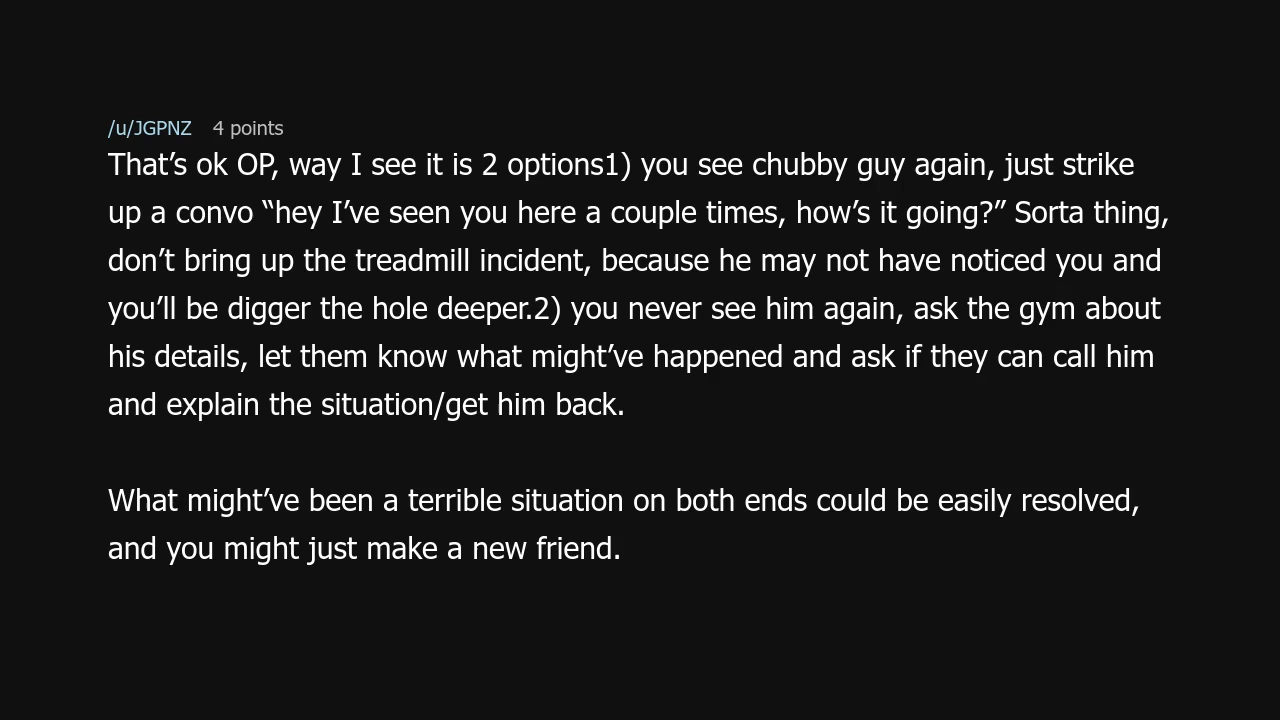 /u/JGPNZ 4 points
That’s ok OP, way I see it is 2 options1) you see chubby guy again, just strike
up a convo “hey I’ve seen you here a couple times, how’s it going?” Sorta thing,
don’t bring up the treadmill incident, because he may not have noticed you and
you’ll be digger the hole deeper.2) you never see him again, ask the gym about
his details, let them know what might’ve happened and ask if they can call him
and explain the situation/get him back.
What might’ve been a terrible situation on both ends could be easily resolved,
and you might just make a new friend.